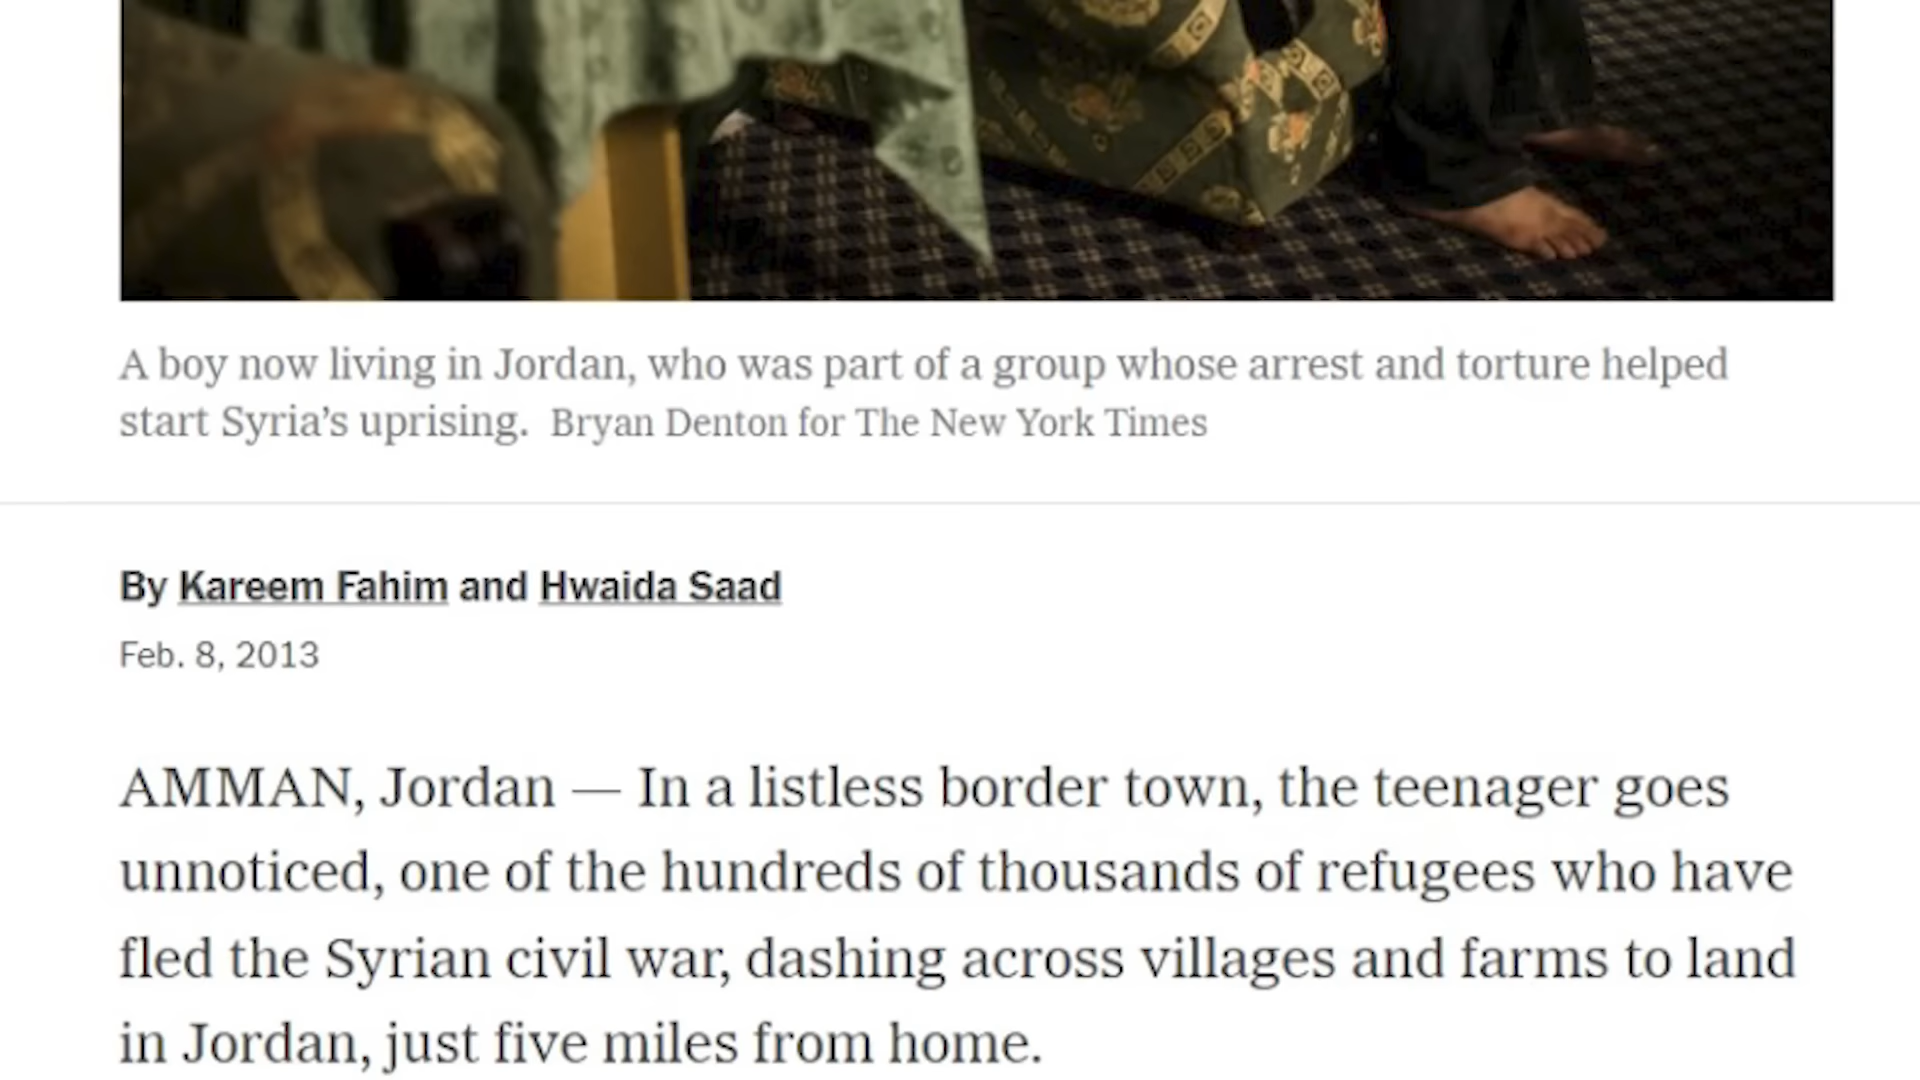 A boy now living in Jordan, who was part of a group whose arrest and torture helped
start Syria’s uprising. Bryan Denton for The New York Times
By Kareem Fahim and Hwaida Saad
Feb. 8, 2013
AMMAN, Jordan — In a listless border town, the teenager goes
unnoticed, one of the hundreds of thousands of refugees who have
fled the Syrian civil war, dashing across villages and farms to land
in Jordan, just five miles from home.